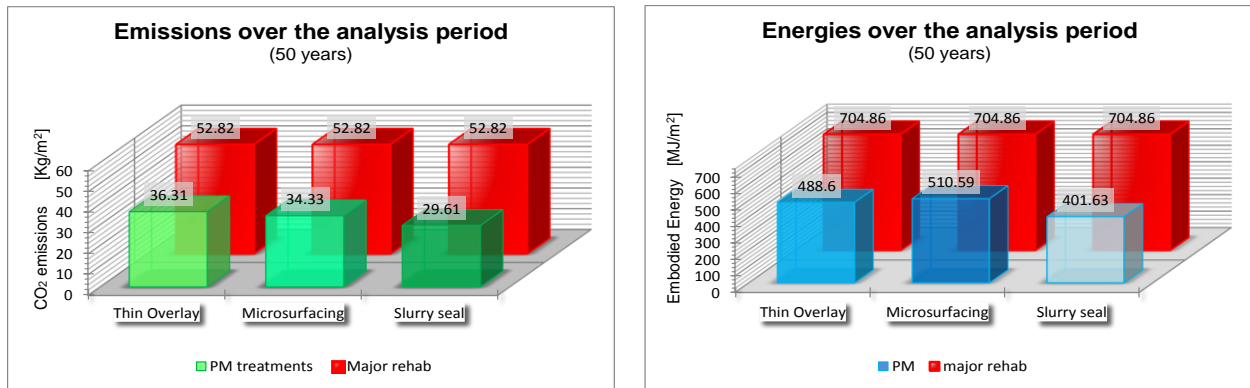 Emissions over the analysis period
(50 years)
CO2 emissions [Kg/m²]
60
50
40
30
20
10
0
52.82
52.82
52.82
36.31
34.33
29.61
Thin Overlay
Microsurfacing
Slurry seal
PM treatments
Major rehab
Energies over the analysis period
(50 years)
Embodied Energy [MJ/m²]
700
600
500
400
300
200
100
0
704.86
704.86
704.86
488.6
510.59
401.63
Thin Overlay
Microsurfacing
Slurry seal
PM
major rehab